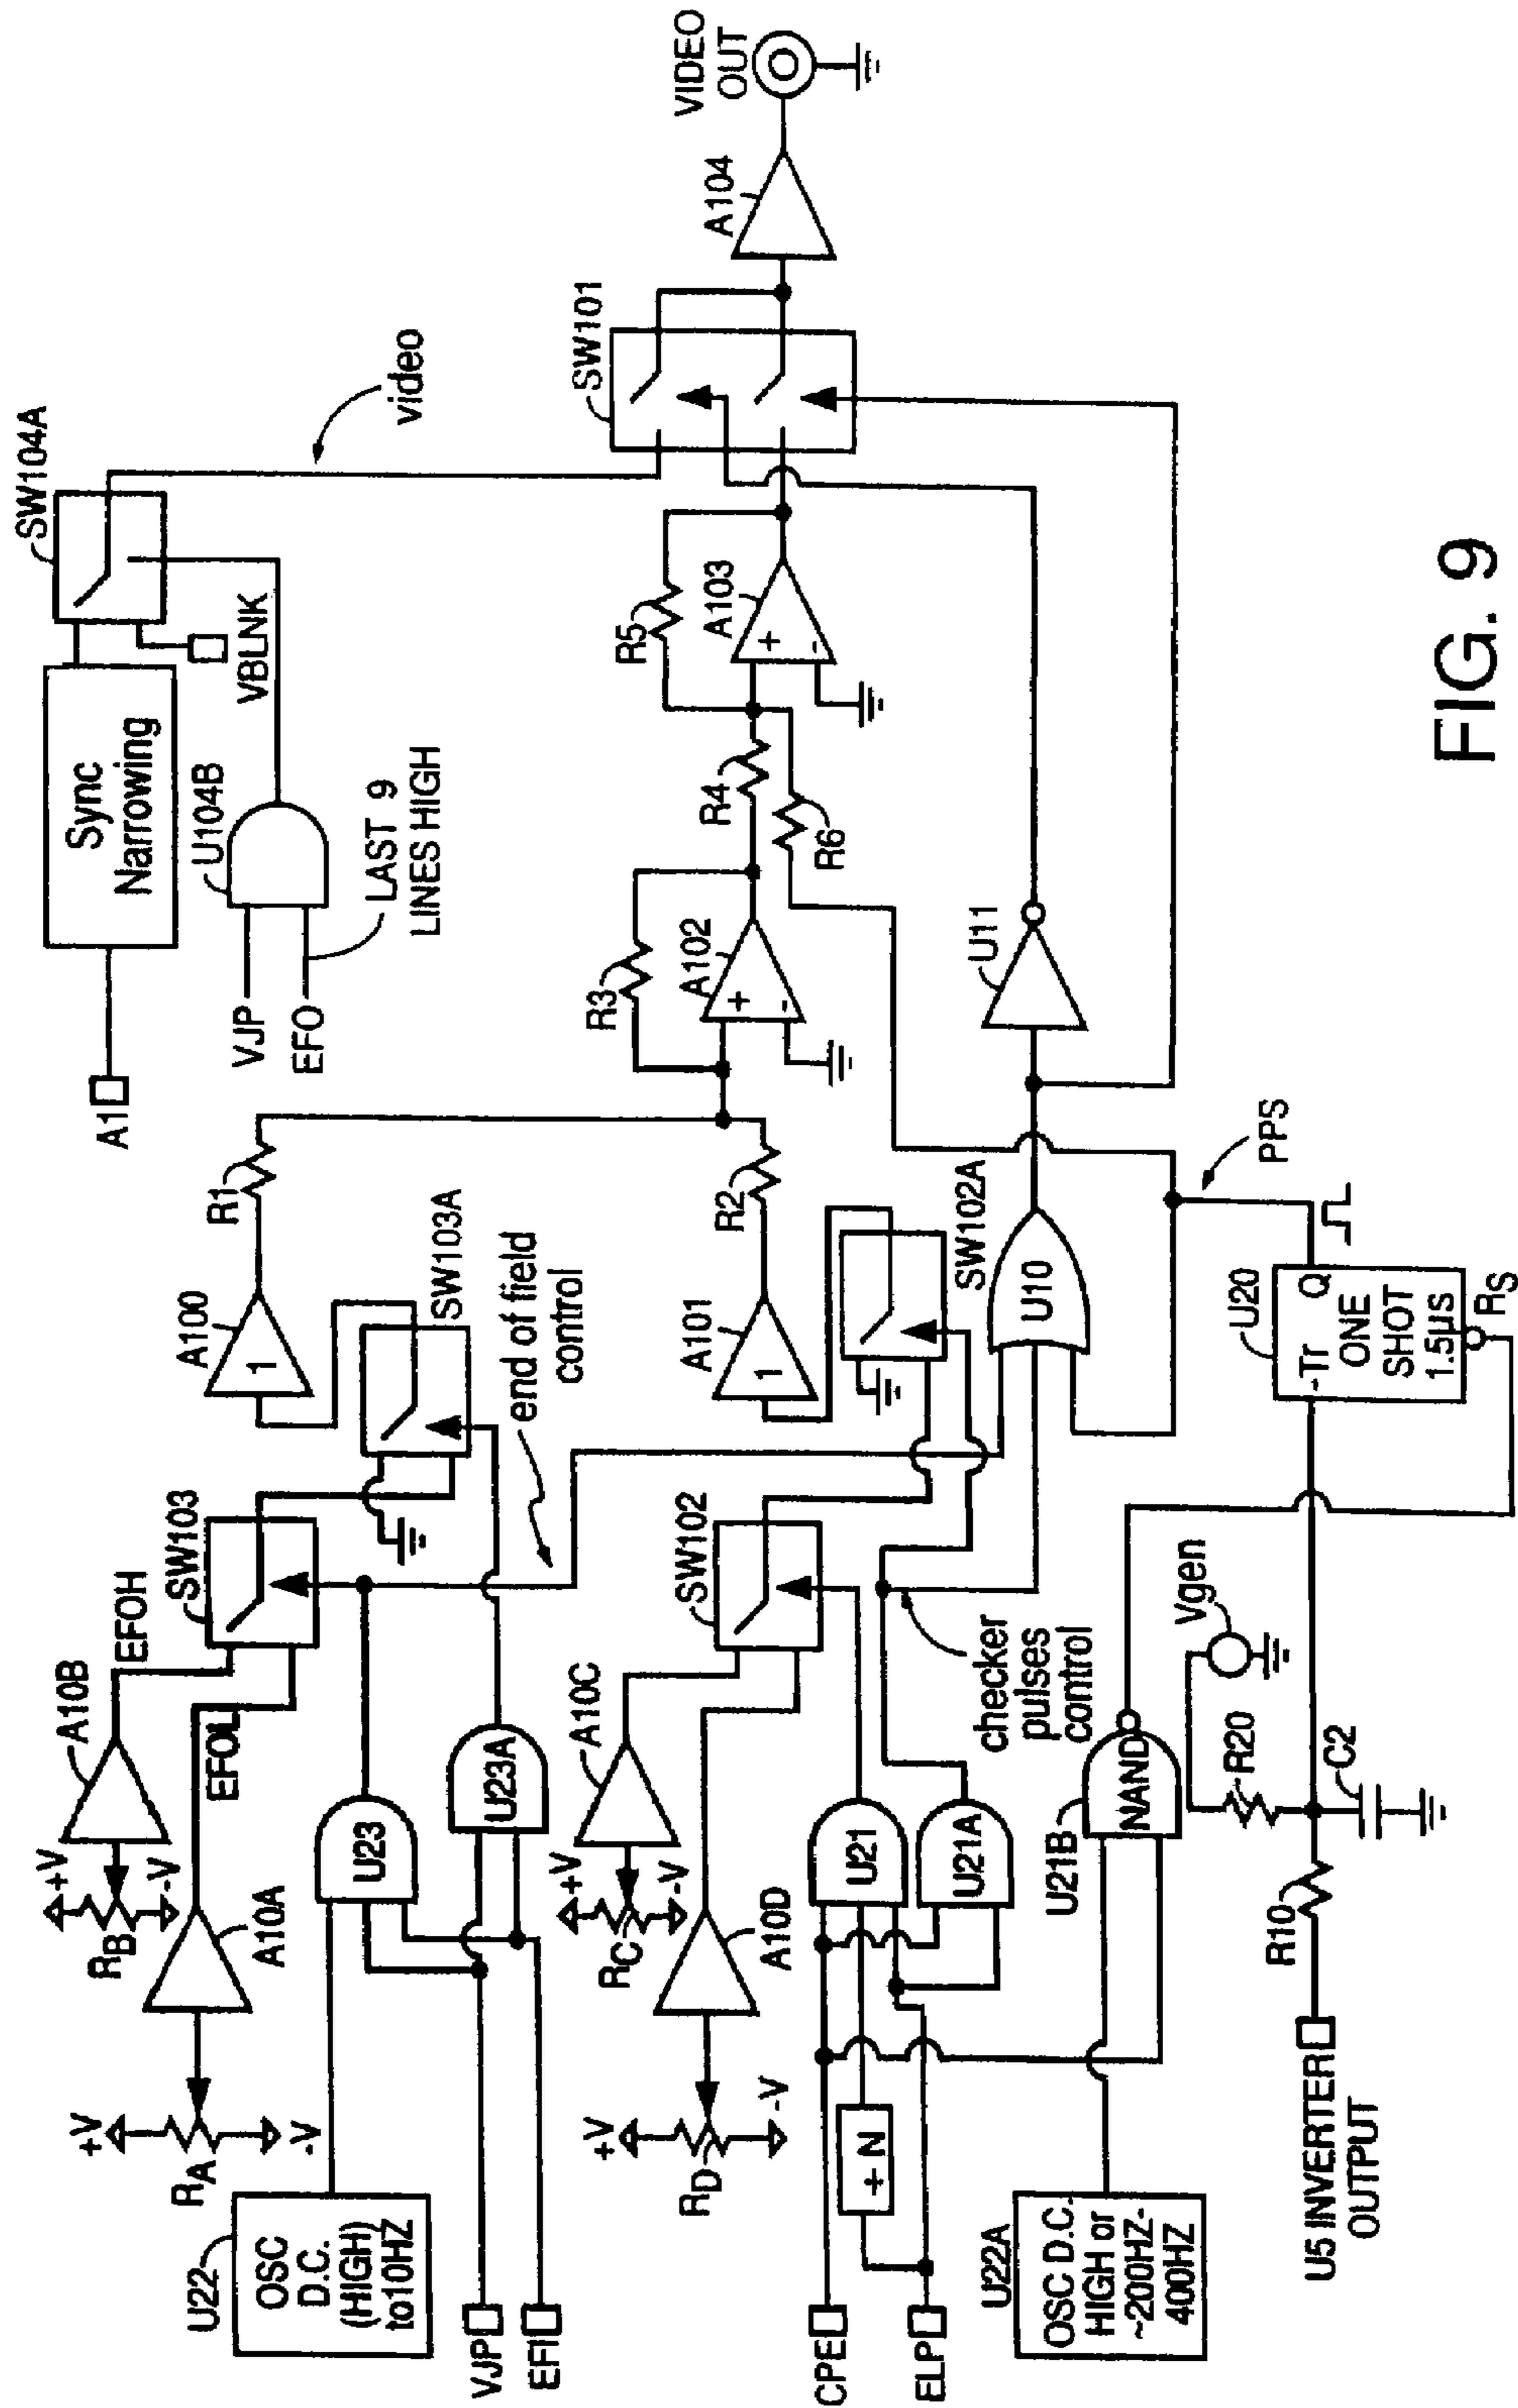 A1
Sync
Narrowing
SW104A
VBLNK
VJP
EFO
U104B
LAST 9
LINES HIGH
video
SW101
VIDEO
OUT
A104
+V
RA
-V
A10A
+V
RB
-V
A10B
EFOH
EFOL
SW103
SW103A
A100
1
R1
U22
OSC
D.C.
(HIGH)
to10HZ
VJP
EFI
U23
U23A
end of field
control
R3
A102
+
-
R4
R6
R5
A103
+
-
+V
RC
-V
A10C
+V
RD
-V
A10D
SW102
A101
1
R2
SW102A
CPE
÷ N
ELP
U21
U21A
checker
pulses
control
U10
U11
U22A
OSC D.C.
HIGH or
~200HZ-
400HZ
U21B
NAND
R20
Vgen
C2
R10
U5 INVERTER
OUTPUT
U20
-Tr
Q
ONE
SHOT
1.5µs
RS
PPS
FIG. 9